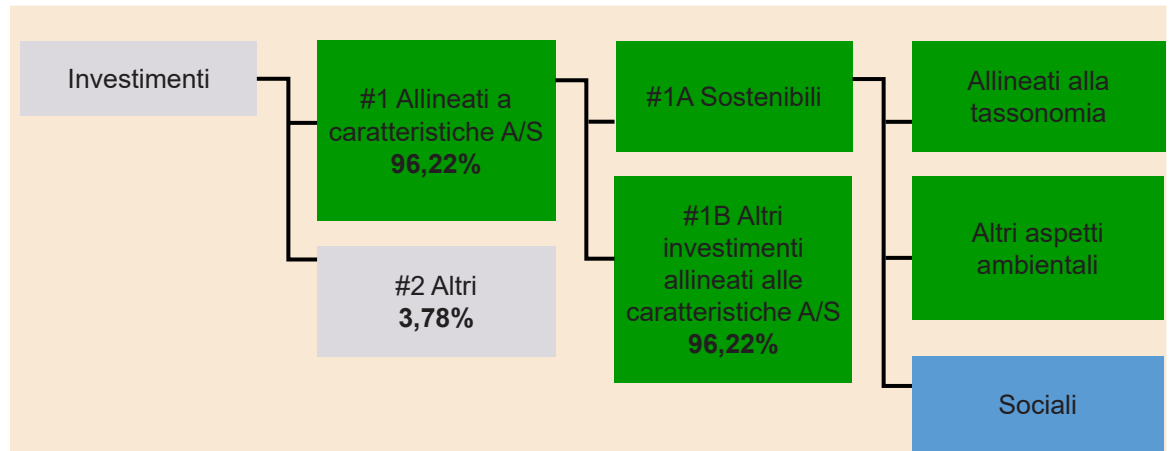 Investimenti
#1 Allineati a
caratteristiche A/S
96,22%
#2 Altri
3,78%
#1A Sostenibili
#1B Altri
investimenti
allineati alle
caratteristiche A/S
96,22%
Allineati alla
tassonomia
Altri aspetti
ambientali
Sociali